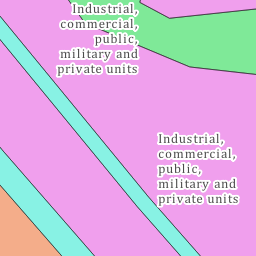 Industrial,
commercial,
public,
military and
private units
Industrial,
commercial,
public,
military and
private units